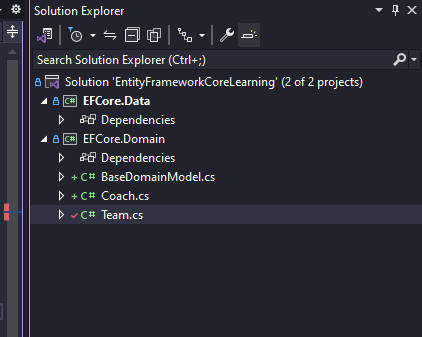 Solution Explorer
Search Solution Explorer (Ctrl+;)
Solution 'EntityFrameworkCoreLearning' (2 of 2 projects)
C# EFCore.Data
Dependencies
C# EFCore.Domain
Dependencies
+ C# BaseDomainModel.cs
+ C# Coach.cs
C# Team.cs